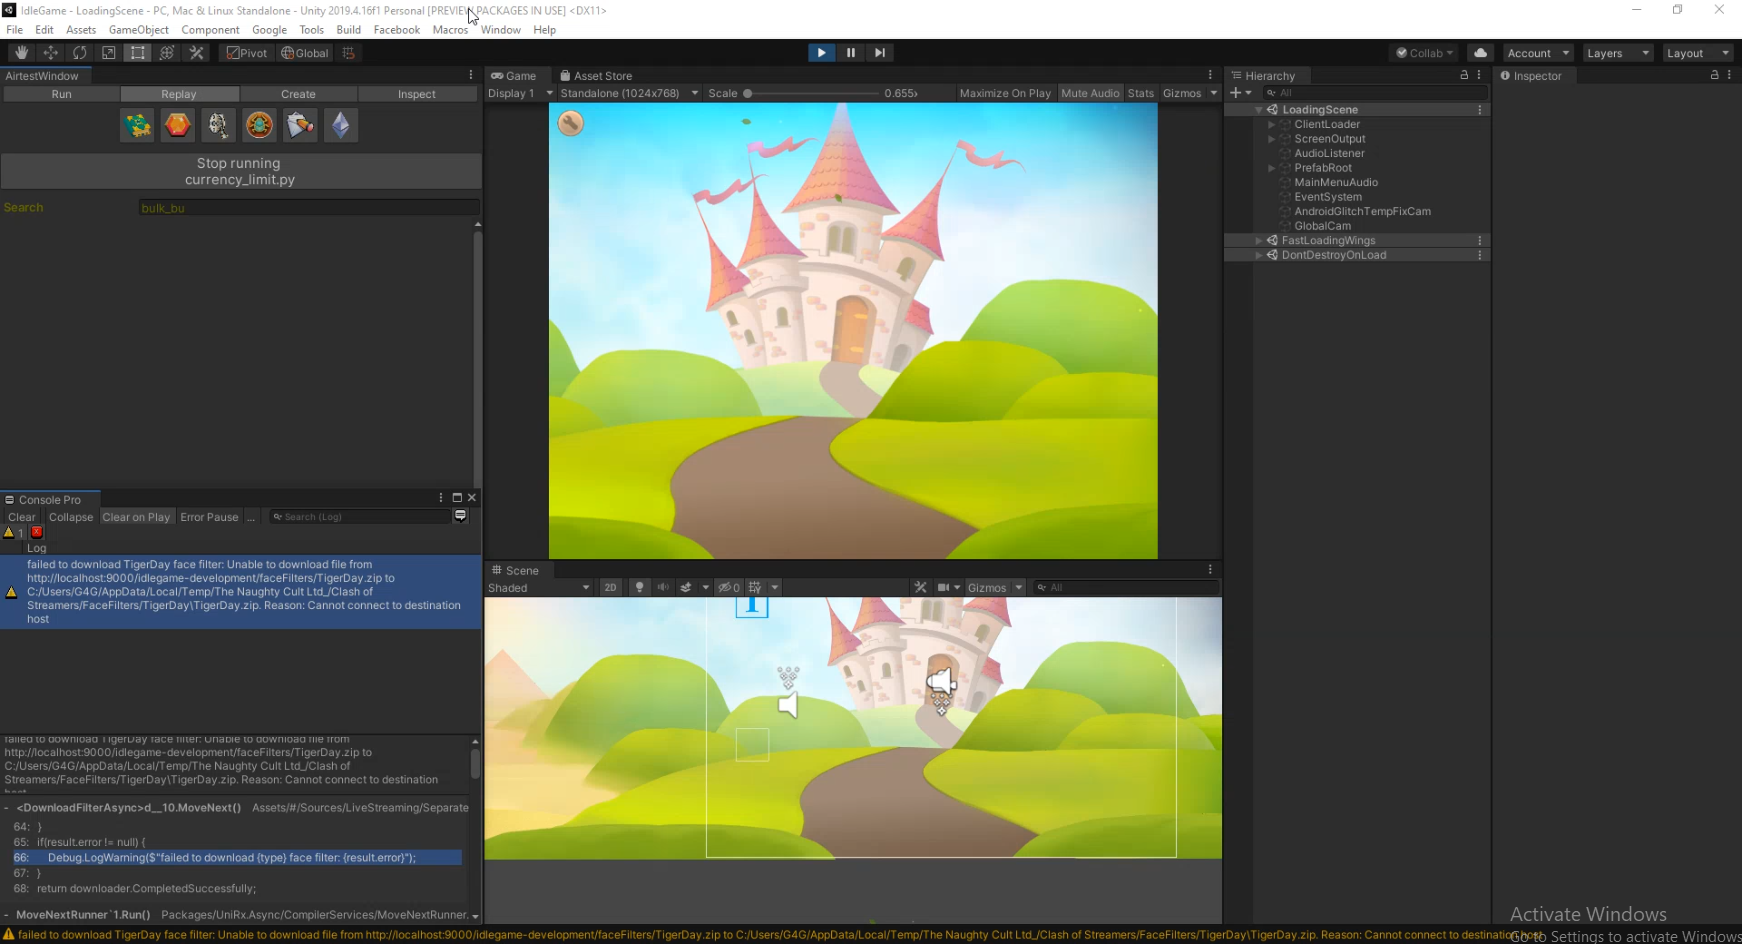 IdleGame - LoadingScene - PC, Mac & Linux Standalone - Unity 2019.4.16f1 Personal [PREVIEW PACKAGES IN USE] <DX11>
File Edit Assets GameObject Component Google Tools Build Facebook Macros Window Help
Pivot Global Collab Account Layers Layout
AirtestWindow
Run Replay Create Inspect
Stop running
currency_limit.py
Search bulk_bu
Game Asset Store
Display 1 Standalone (1024x768) Scale 0.655x Maximize On Play Mute Audio Stats Gizmos
Hierarchy
All
LoadingScene
ClientLoader
ScreenOutput
AudioListener
PrefabRoot
MainMenuAudio
EventSystem
AndroidGlitchTempFixCam
GlobalCam
FastLoadingWings
DontDestroyOnLoad
Inspector
Console Pro
Clear Collapse Clear on Play Error Pause ... Search (Log)
1
Log
failed to download TigerDay face filter: Unable to download file from
http://localhost:9000/idlegame-development/faceFilters/TigerDay.zip to
C:/Users/G4G/AppData/Local/Temp/The Naughty Cult Ltd_/Clash of
Streamers/FaceFilters/TigerDay\TigerDay.zip. Reason: Cannot connect to destination
host
failed to download TigerDay face filter: Unable to download file from
http://localhost:9000/idlegame-development/faceFilters/TigerDay.zip to
C:/Users/G4G/AppData/Local/Temp/The Naughty Cult Ltd_/Clash of
Streamers/FaceFilters/TigerDay\TigerDay.zip. Reason: Cannot connect to destination
- <DownloadFilterAsync>d__10.MoveNext() Assets/#/Sources/LiveStreaming/Separate
64: }
65: if(result.error != null) {
66: Debug.LogWarning($"failed to download {type} face filter: {result.error}");
67: }
68: return downloader.CompletedSuccessfully;
- MoveNextRunner`1.Run() Packages/UniRx.Async/CompilerServices/MoveNextRunner.
Scene
Shaded 2D 0 Gizmos All
T
Activate Windows
Go to Settings to activate Windows
failed to download TigerDay face filter: Unable to download file from http://localhost:9000/idlegame-development/faceFilters/TigerDay.zip to C:/Users/G4G/AppData/Local/Temp/The Naughty Cult Ltd_/Clash of Streamers/FaceFilters/TigerDay\TigerDay.zip. Reason: Cannot connect to destination host